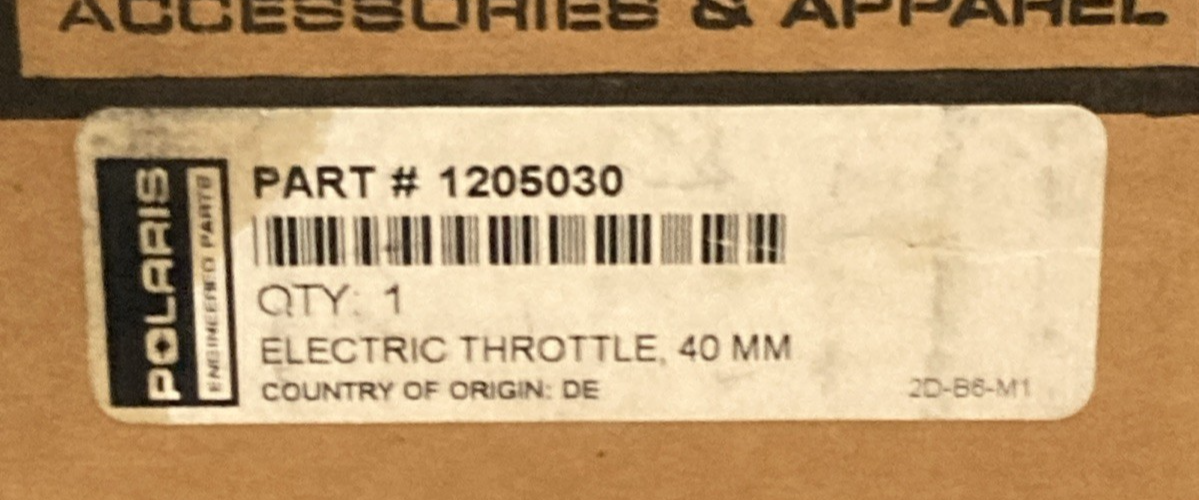 ACCESSORIES & APPAREL
POLARIS
ENGINEERED PARTS
PART # 1205030
QTY: 1
ELECTRIC THROTTLE, 40 MM
COUNTRY OF ORIGIN: DE
2D-B6-M1